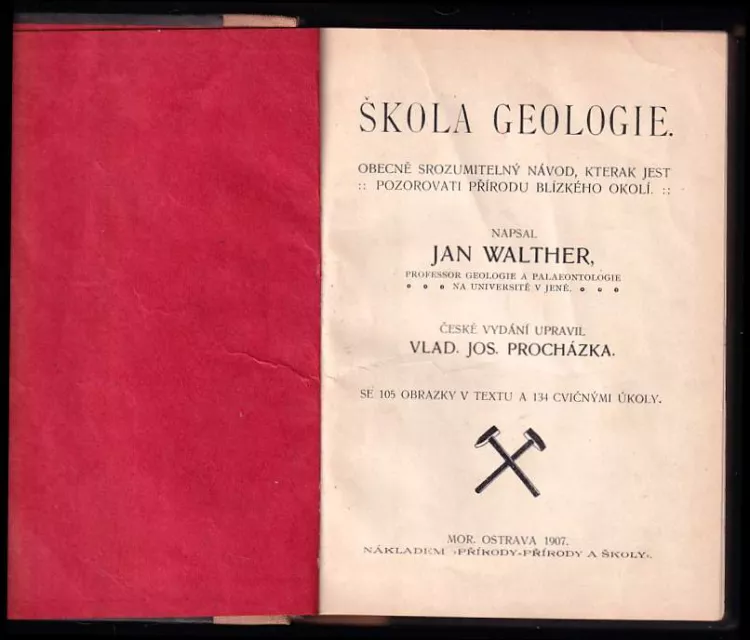 ŠKOLA GEOLOGIE.
OBECNĚ SROZUMITELNÝ NÁVOD, KTERAK JEST
:: POZOROVATI PŘÍRODU BLÍZKÉHO OKOLÍ. ::
NAPSAL
JAN WALTHER,
PROFESSOR GEOLOGIE A PALAEONTOLOGIE
NA UNIVERSITĚ V JENĚ.
ČESKÉ VYDÁNÍ UPRAVIL
VLAD. JOS. PROCHÁZKA.
SE 105 OBRAZKY V TEXTU A 134 CVIČNÝMI ÚKOLY.
MOR. OSTRAVA 1907.
NÁKLADEM »PŘÍRODY-PŘÍRODY A ŠKOLY«.